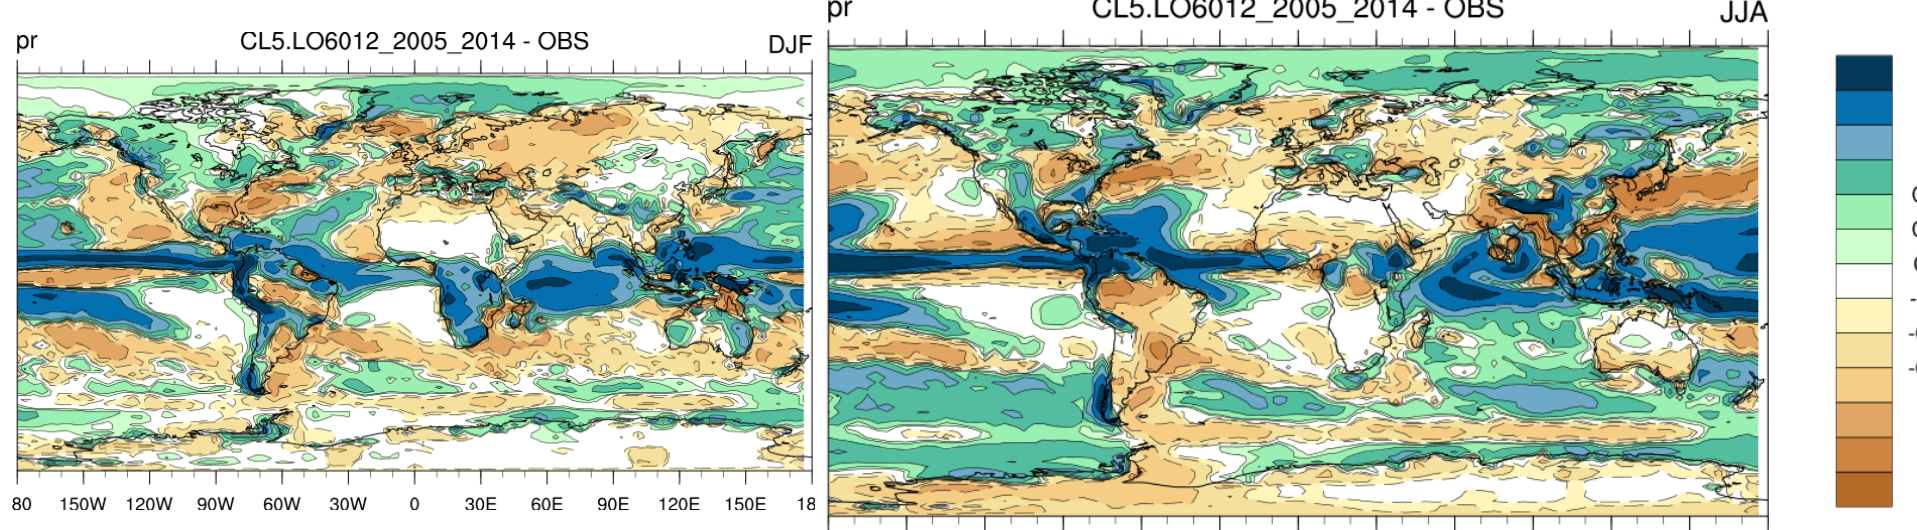 pr CL5.LO6012_2005_2014 - OBS DJF
pr CL5.LO6012_2005_2014 - OBS JJA
80 150W 120W 90W 60W 30W 0 30E 60E 90E 120E 150E 18